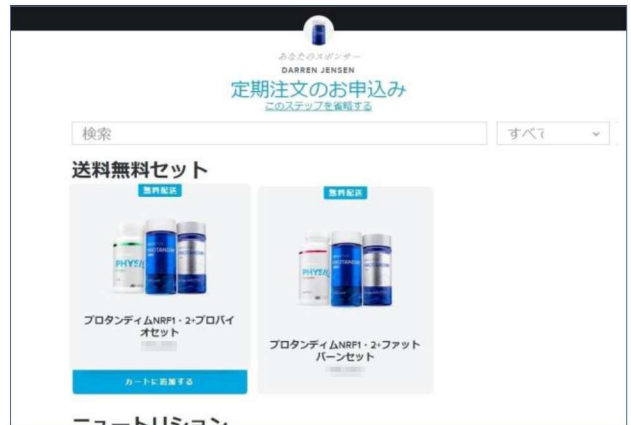 あなたのスポンサー
DARREN JENSEN
定期注文のお申込み
このステップを省略する
検索
すべて
送料無料セット
無料配送
無料配送
プロタンディムNRF1・2+プロバイ
オセット
カートに追加する
プロタンディムNRF1・2+ファット
バーンセット
ニュートリション